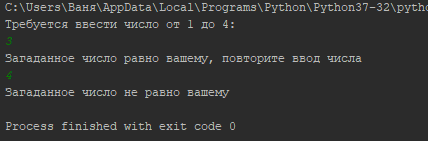 C:\Users\Ваня\AppData\Local\Programs\Python\Python37-32\pytho
Требуется ввести число от 1 до 4:
3
Загаданное число равно вашему, повторите ввод числа
4
Загаданное число не равно вашему
Process finished with exit code 0